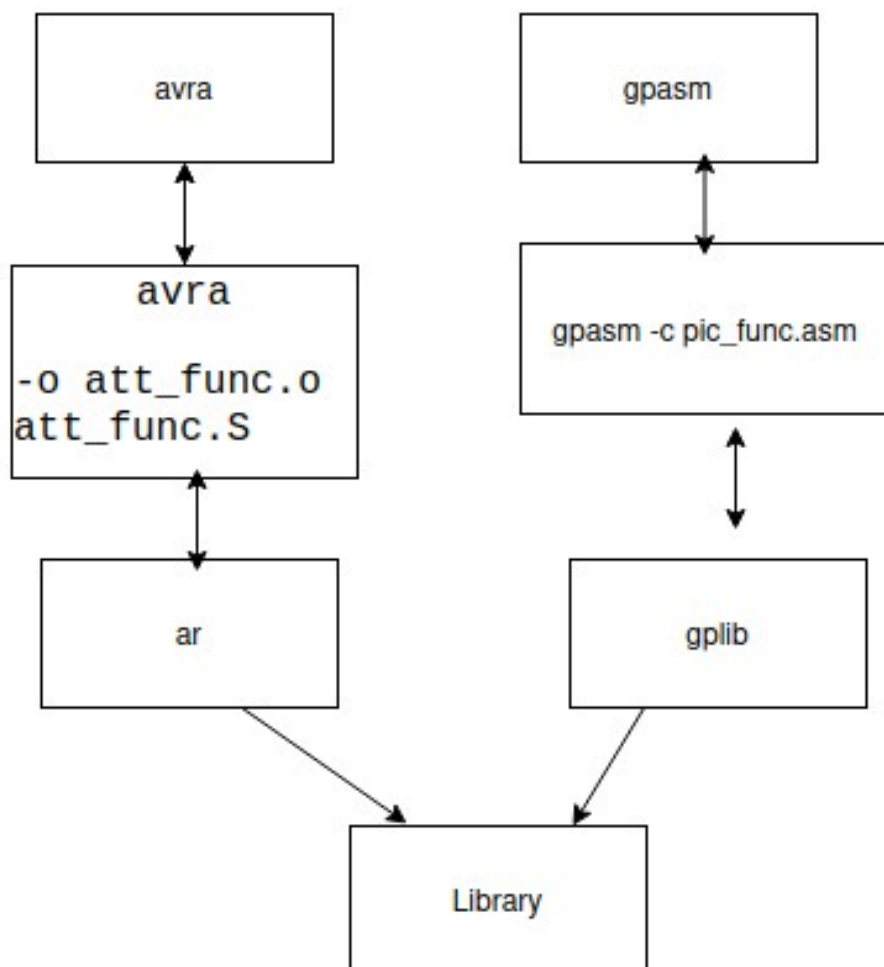 avra
gpasm
avra
-o att_func.o
att_func.S
gpasm -c pic_func.asm
ar
gplib
Library